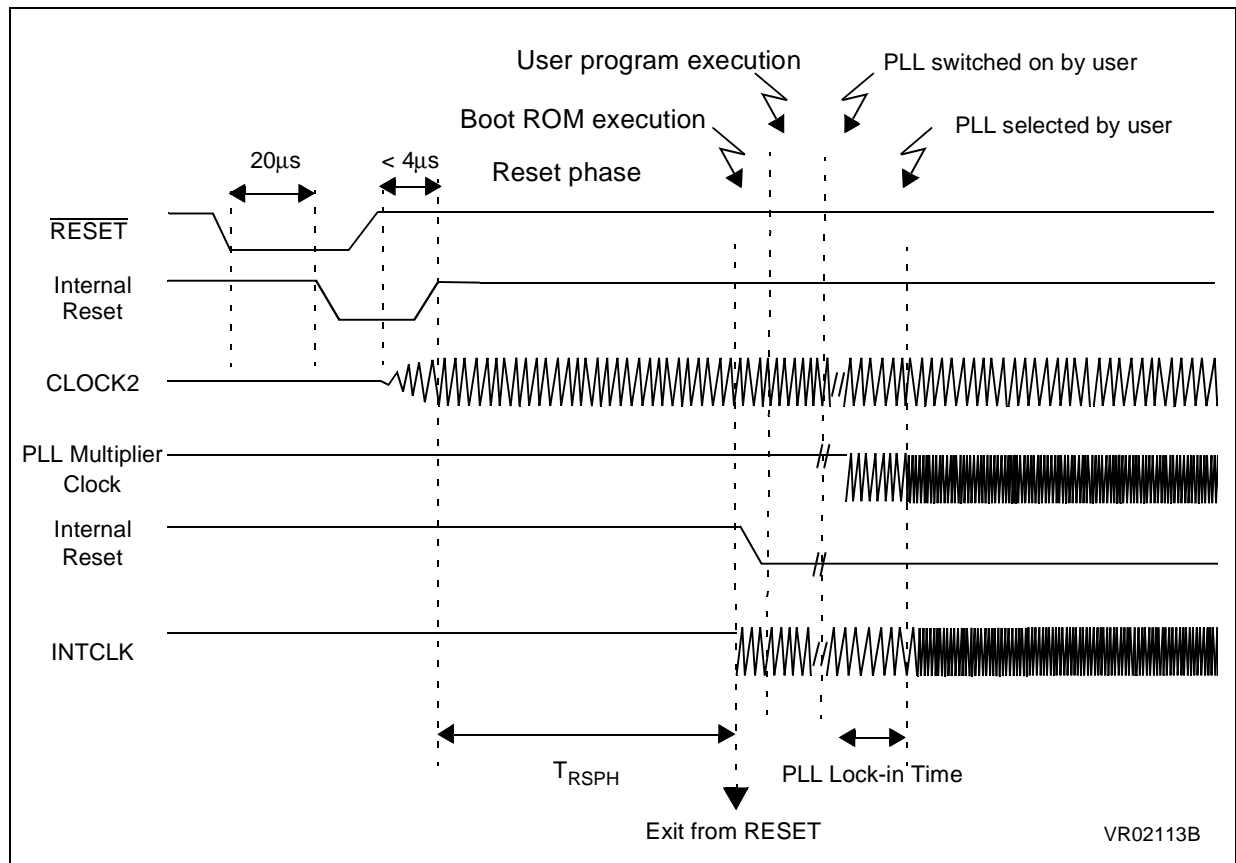 User program execution
PLL switched on by user
Boot ROM execution
PLL selected by user
20μs
< 4μs
Reset phase
RESET
Internal
Reset
CLOCK2
PLL Multiplier
Clock
Internal
Reset
INTCLK
TRSPH
PLL Lock-in Time
Exit from RESET
VR02113B